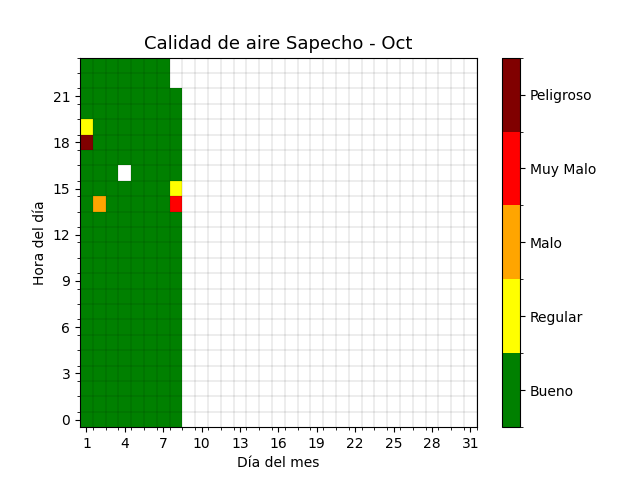 Calidad de aire Sapecho - Oct
Hora del día
21
18
15
12
9
6
3
0
1 4 7 10 13 16 19 22 25 28 31
Día del mes
Peligroso
Muy Malo
Malo
Regular
Bueno